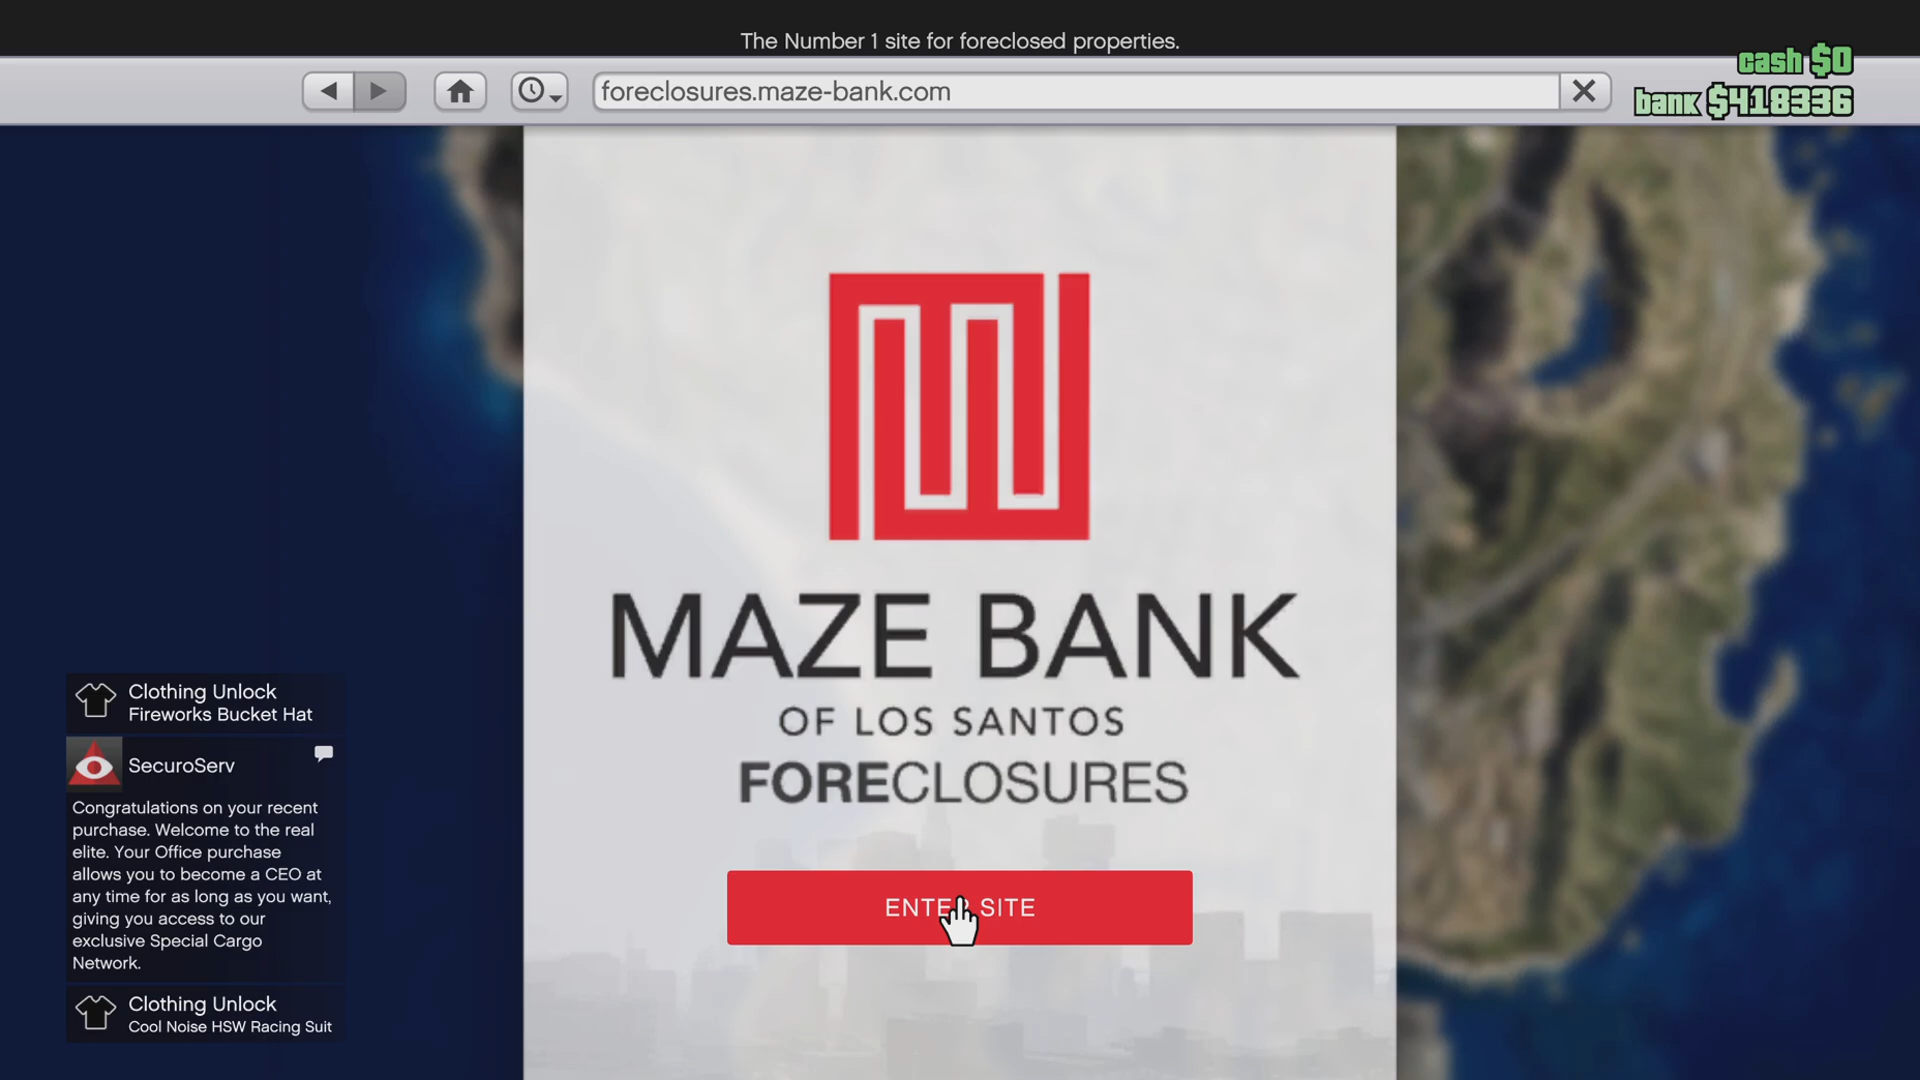 The Number 1 site for foreclosed properties.
cash $0
foreclosures.maze-bank.com
bank $418336
MAZE BANK
OF LOS SANTOS
FORECLOSURES
ENTER SITE
Clothing Unlock
Fireworks Bucket Hat
SecuroServ
Congratulations on your recent
purchase. Welcome to the real
elite. Your Office purchase
allows you to become a CEO at
any time for as long as you want,
giving you access to our
exclusive Special Cargo
Network.
Clothing Unlock
Cool Noise HSW Racing Suit